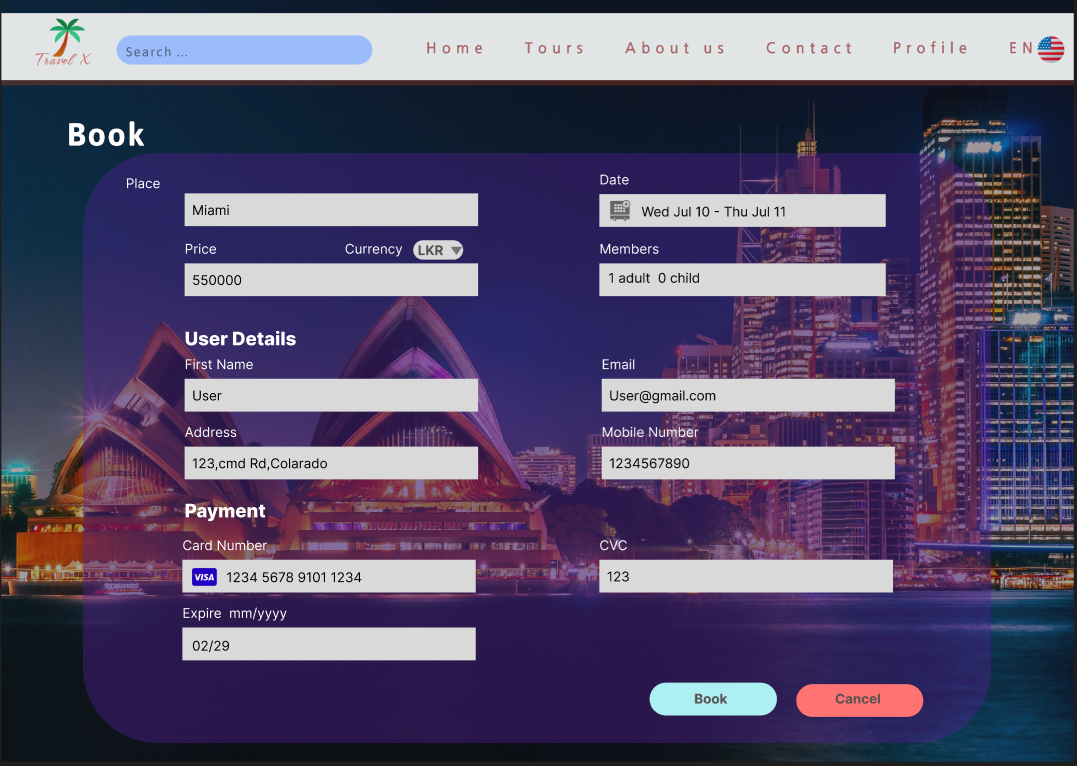 Travel X
Search ...
Home Tours About us Contact Profile EN
Book
Place
Miami
Date
Wed Jul 10 - Thu Jul 11
Price Currency LKR
550000
Members
1 adult 0 child
User Details
First Name
User
Email
User@gmail.com
Address
123,cmd Rd,Colarado
Mobile Number
1234567890
Payment
Card Number
VISA 1234 5678 9101 1234
CVC
123
Expire mm/yyyy
02/29
Book Cancel